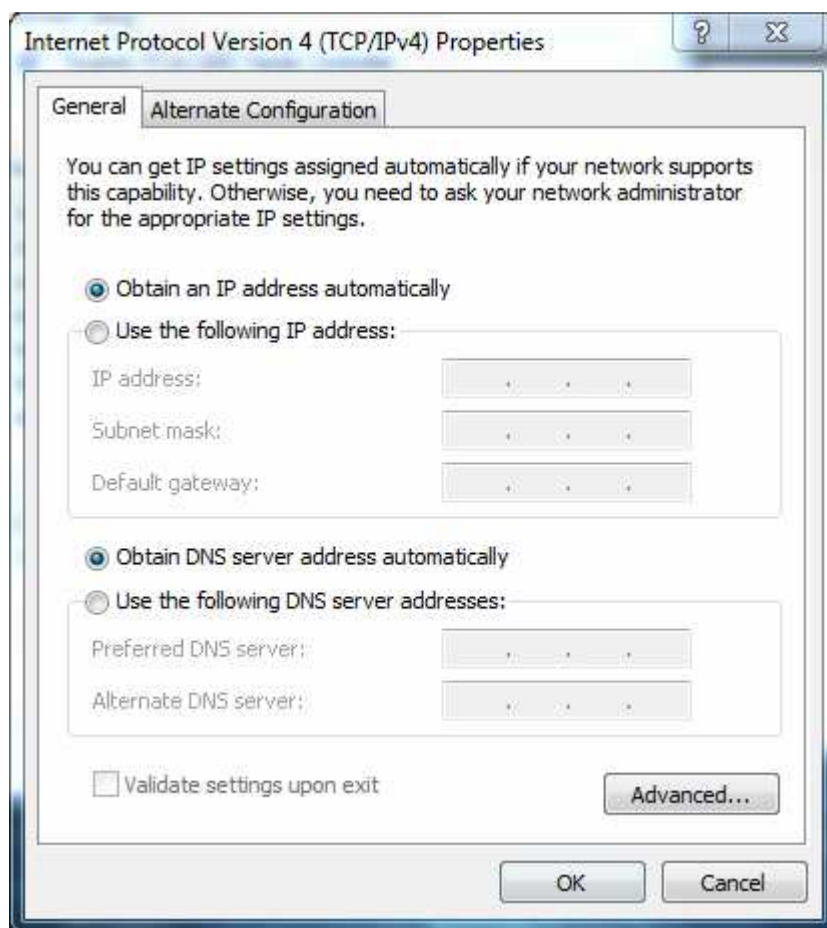 Internet Protocol Version 4 (TCP/IPv4) Properties
General
Alternate Configuration
You can get IP settings assigned automatically if your network supports
this capability. Otherwise, you need to ask your network administrator
for the appropriate IP settings.
Obtain an IP address automatically
Use the following IP address:
IP address:
Subnet mask:
Default gateway:
Obtain DNS server address automatically
Use the following DNS server addresses:
Preferred DNS server:
Alternate DNS server:
Validate settings upon exit
Advanced...
OK
Cancel